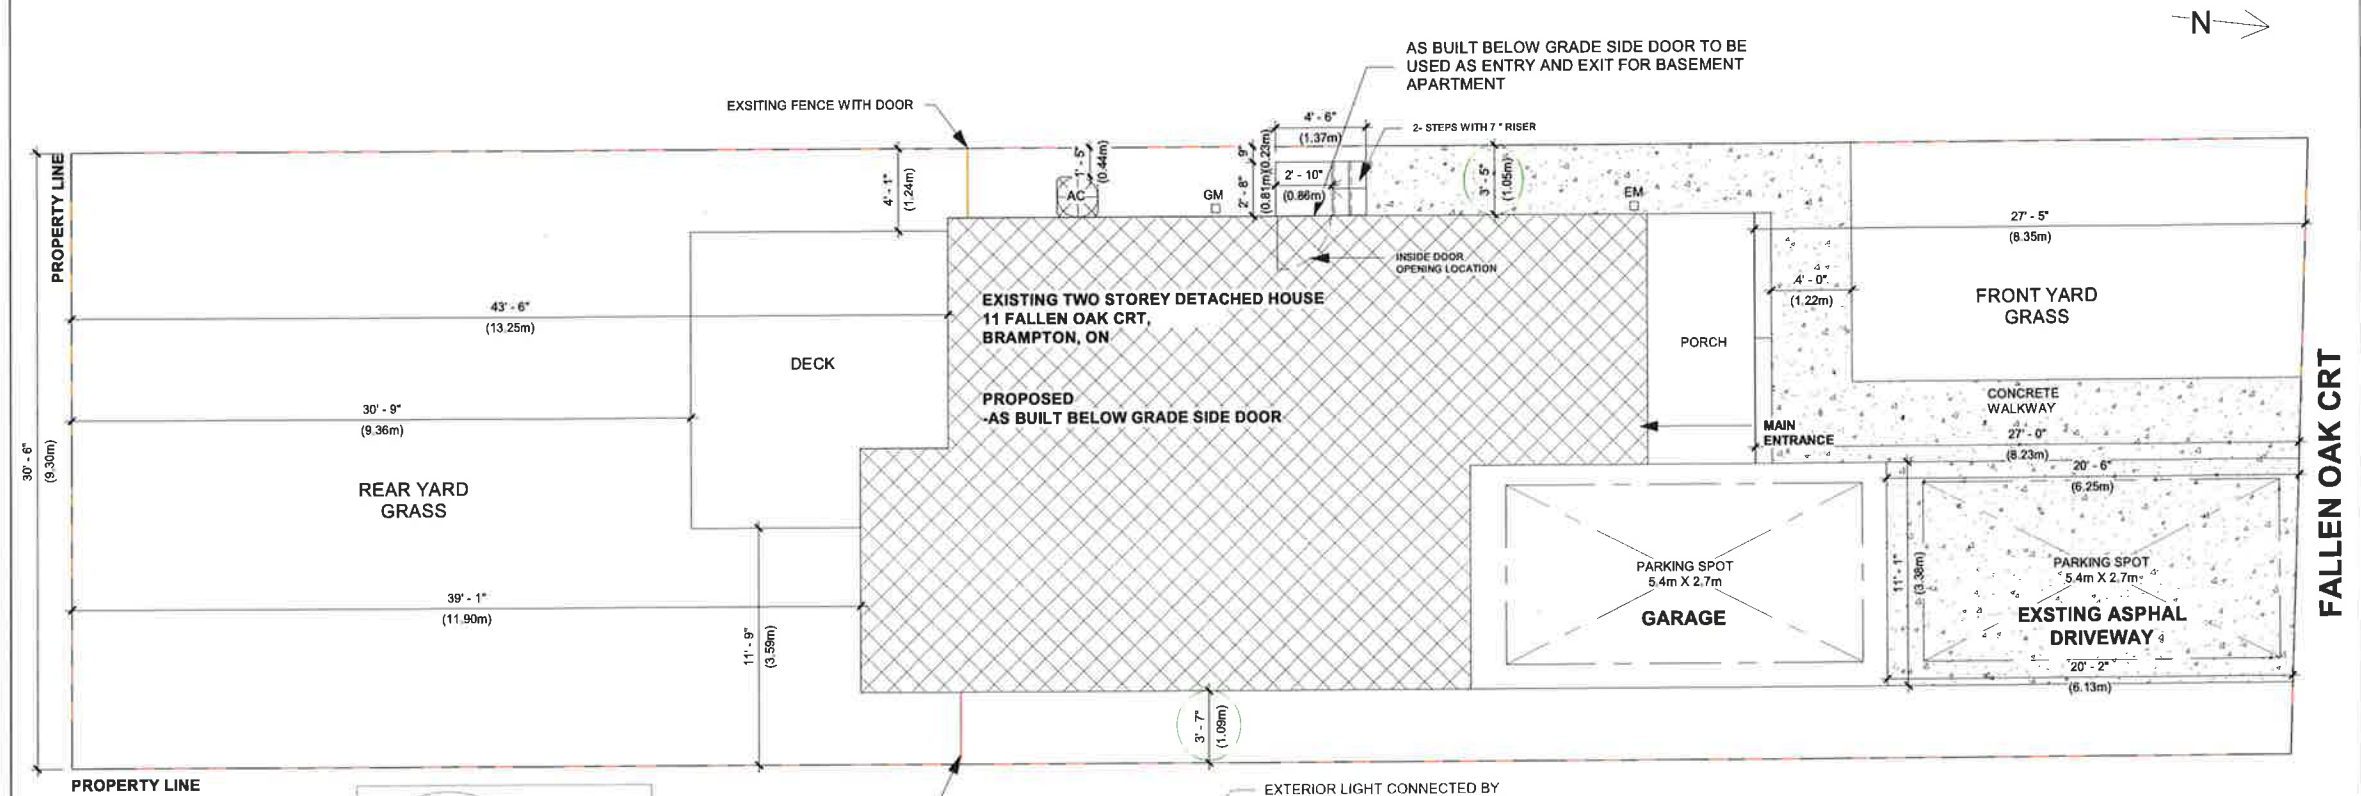 N
AS BUILT BELOW GRADE SIDE DOOR TO BE
USED AS ENTRY AND EXIT FOR BASEMENT
APARTMENT
EXSITING FENCE WITH DOOR
4' - 6"
(1.37m)
2- STEPS WITH 7 " RISER
PROPERTY LINE
4' - 1"
(1.24m)
1' - 5"
(0.44m)
AC
GM
9"
(0.23m)
2' - 8"
(0.81m)
2' - 10"
(0.86m)
3' - 5"
(1.05m)
EM
27' - 5"
(8.35m)
INSIDE DOOR
OPENING LOCATION
4' - 0"
(1.22m)
FRONT YARD
GRASS
43' - 6"
(13.25m)
EXISTING TWO STOREY DETACHED HOUSE
11 FALLEN OAK CRT,
BRAMPTON, ON
DECK
PORCH
PROPOSED
-AS BUILT BELOW GRADE SIDE DOOR
CONCRETE
WALKWAY
30' - 9"
(9.36m)
MAIN
ENTRANCE
27' - 0"
(8.23m)
30' - 6"
(9.30m)
20' - 6"
(6.25m)
REAR YARD
GRASS
FALLEN OAK CRT
PARKING SPOT
5.4m X 2.7m
GARAGE
11' - 1"
(3.38m)
PARKING SPOT
5.4m X 2.7m
EXSTING ASPHAL
DRIVEWAY
39' - 1"
(11.90m)
11' - 9"
(3.59m)
20' - 2"
(6.13m)
3' - 7"
(1.09m)
PROPERTY LINE
EXTERIOR LIGHT CONNECTED BY